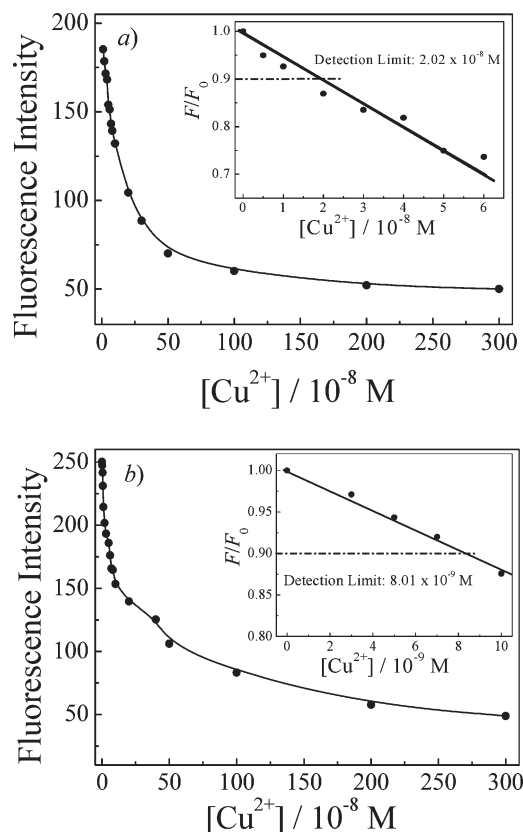 a)
Fluorescence Intensity
200
150
100
50
0 50 100 150 200 250 300
[Cu²⁺] / 10⁻⁸ M
F/F₀
1.0
0.9
0.8
0.7
Detection Limit: 2.02 x 10⁻⁸ M
0 1 2 3 4 5 6
[Cu²⁺] / 10⁻⁸ M
b)
Fluorescence Intensity
250
200
150
100
50
0 50 100 150 200 250 300
[Cu²⁺] / 10⁻⁸ M
F/F₀
1.00
0.95
0.90
0.85
0.80
Detection Limit: 8.01 x 10⁻⁹ M
0 2 4 6 8 10
[Cu²⁺] / 10⁻⁹ M